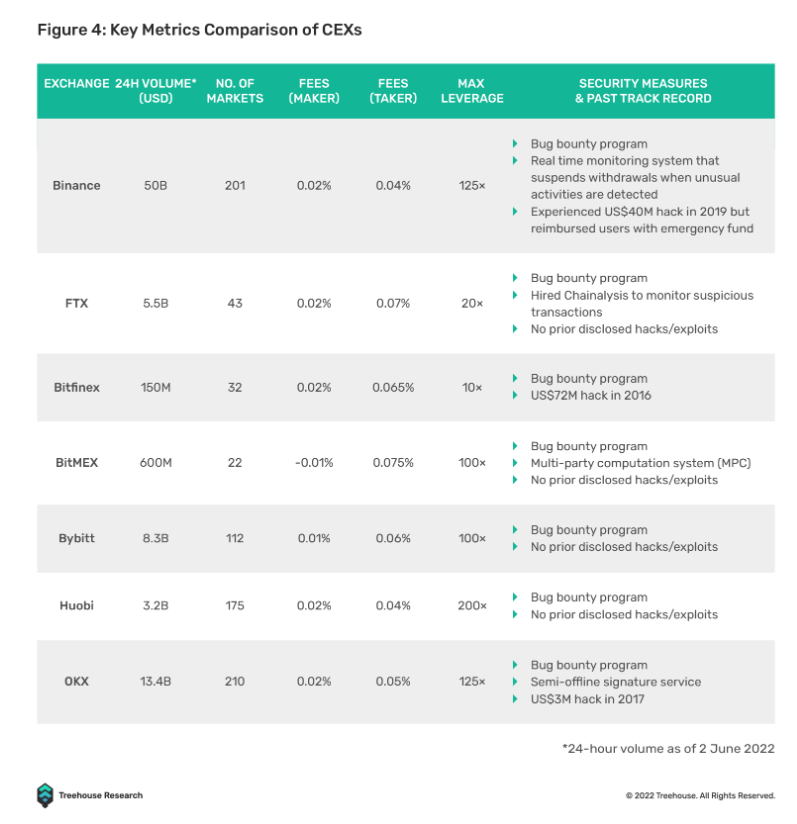 Figure 4: Key Metrics Comparison of CEXs
EXCHANGE 24H VOLUME* NO. OF FEES FEES MAX SECURITY MEASURES
(USD) MARKETS (MAKER) (TAKER) LEVERAGE & PAST TRACK RECORD
Bug bounty program
Real time monitoring system that
Binance 50B 201 0.02% 0.04% 125× suspends withdrawals when unusual
activities are detected
Experienced US$40M hack in 2019 but
reimbursed users with emergency fund
Bug bounty program
FTX 5.5B 43 0.02% 0.07% 20× Hired Chainalysis to monitor suspicious
transactions
No prior disclosed hacks/exploits
Bitfinex 150M 32 0.02% 0.065% 10× Bug bounty program
US$72M hack in 2016
Bug bounty program
BitMEX 600M 22 -0.01% 0.075% 100× Multi-party computation system (MPC)
No prior disclosed hacks/exploits
Bybitt 8.3B 112 0.01% 0.06% 100× Bug bounty program
No prior disclosed hacks/exploits
Huobi 3.2B 175 0.02% 0.04% 200× Bug bounty program
No prior disclosed hacks/exploits
Bug bounty program
OKX 13.4B 210 0.02% 0.05% 125× Semi-offline signature service
US$3M hack in 2017
*24-hour volume as of 2 June 2022
Treehouse Research © 2022 Treehouse. All Rights Reserved.